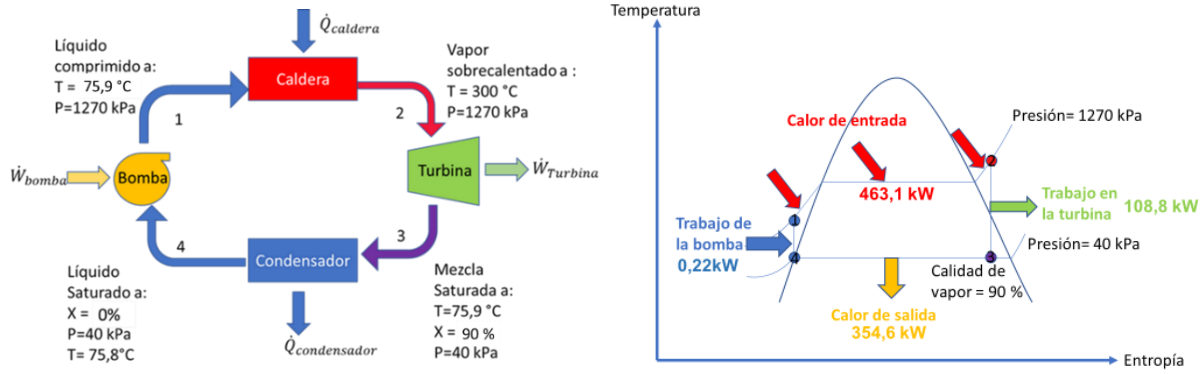 Q̇caldera
Líquido
comprimido a:
T = 75,9 °C
P=1270 kPa
1
Caldera
2
Vapor
sobrecalentado a :
T = 300 °C
P=1270 kPa
Ẇbomba
Bomba
Turbina
ẆTurbina
4
3
Condensador
Líquido
Saturado a:
X = 0%
P=40 kPa
T= 75,8°C
Q̇condensador
Mezcla
Saturada a:
T=75,9 °C
X = 90 %
P=40 kPa
Temperatura
Calor de entrada
Presión= 1270 kPa
2
463,1 kW
Trabajo en
la turbina 108,8 kW
1
Trabajo de
la bomba
0,22kW
Presión= 40 kPa
4
3
Calidad de
vapor = 90 %
Calor de salida
354,6 kW
Entropía